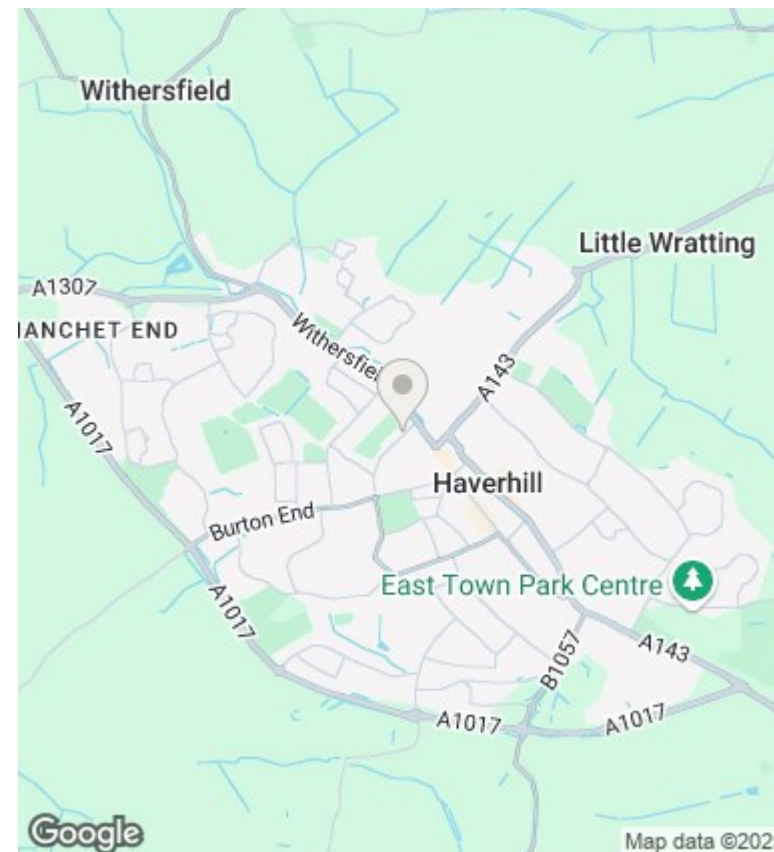 Withersfield
Little Wratting
A1307
Withersfiel
ANCHET END
A143
A1017
Haverhill
Burton End
East Town Park Centre
A1017
B1057
A143
A1017
A1017
Google
Map data ©202